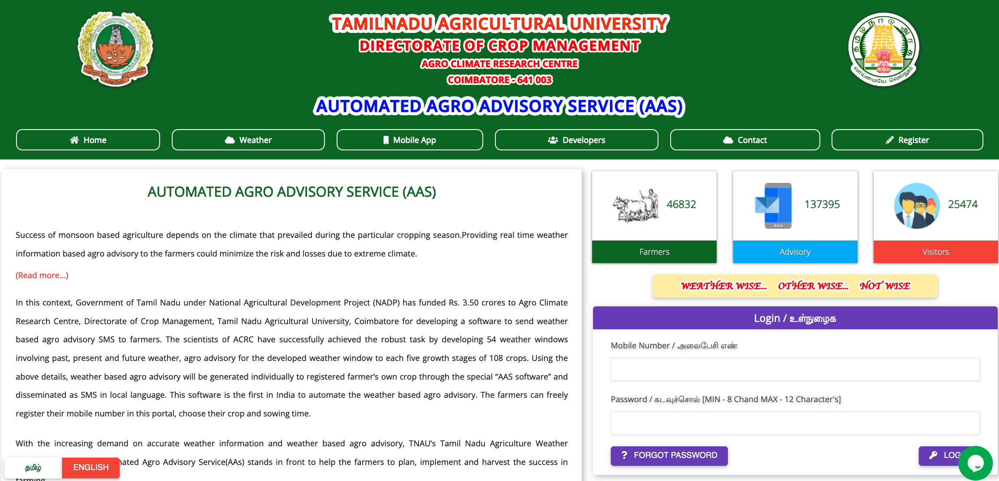 TAMILNADU AGRICULTURAL UNIVERSITY
DIRECTORATE OF CROP MANAGEMENT
AGRO CLIMATE RESEARCH CENTRE
COIMBATORE - 641 003
AUTOMATED AGRO ADVISORY SERVICE (AAS)
தமிழ்நாடு அரசு
வாய்மையே வெல்லும்
TAMIL NADU AGRICULTURAL UNIVERSITY
Home
Weather
Mobile App
Developers
Contact
Register
AUTOMATED AGRO ADVISORY SERVICE (AAS)
Success of monsoon based agriculture depends on the climate that prevailed during the particular cropping season.Providing real time weather
information based agro advisory to the farmers could minimize the risk and losses due to extreme climate.
(Read more...)
In this context, Government of Tamil Nadu under National Agricultural Development Project (NADP) has funded Rs. 3.50 crores to Agro Climate
Research Centre, Directorate of Crop Management, Tamil Nadu Agricultural University, Coimbatore for developing a software to send weather
based agro advisory SMS to farmers. The scientists of ACRC have successfully achieved the robust task by developing 54 weather windows
involving past, present and future weather, agro advisory for the developed weather window to each five growth stages of 108 crops. Using the
above details, weather based agro advisory will be generated individually to registered farmer’s own crop through the special “AAS software” and
disseminated as SMS in local language. This software is the first in India to automate the weather based agro advisory. The farmers can freely
register their mobile number in this portal, choose their crop and sowing time.
With the increasing demand on accurate weather information and weather based agro advisory, TNAU’s Tamil Nadu Agriculture Weather
mated Agro Advisory Service(AAs) stands in front to help the farmers to plan, implement and harvest the success in
farming
தமிழ்
ENGLISH
46832
Farmers
137395
Advisory
25474
Visitors
WEATHER WISE... OTHER WISE... NOT WISE
Login / உள்நுழைக
Mobile Number / அலைபேசி எண்
Password / கடவுச்சொல் [MIN - 8 Chand MAX - 12 Character's]
FORGOT PASSWORD
LOG